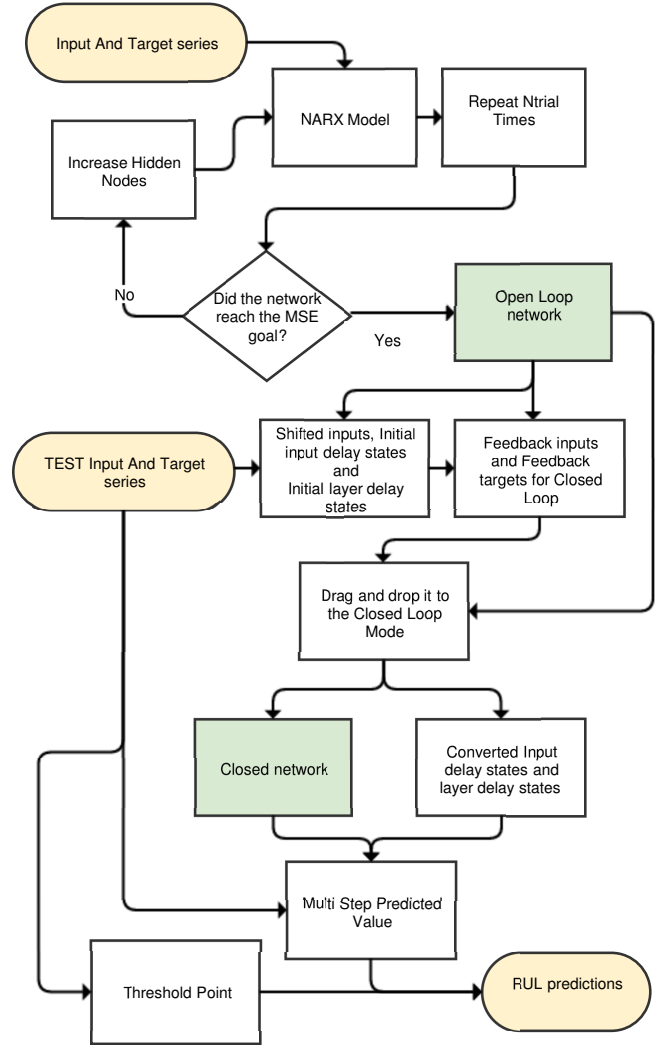 Input And Target series
NARX Model
Repeat Ntrial
Times
Increase Hidden
Nodes
Did the network
reach the MSE
goal?
No
Yes
Open Loop
network
TEST Input And Target
series
Shifted inputs, Initial
input delay states
and
Initial layer delay
states
Feedback inputs
and Feedback
targets for Closed
Loop
Drag and drop it to
the Closed Loop
Mode
Closed network
Converted Input
delay states and
layer delay states
Multi Step Predicted
Value
Threshold Point
RUL predictions